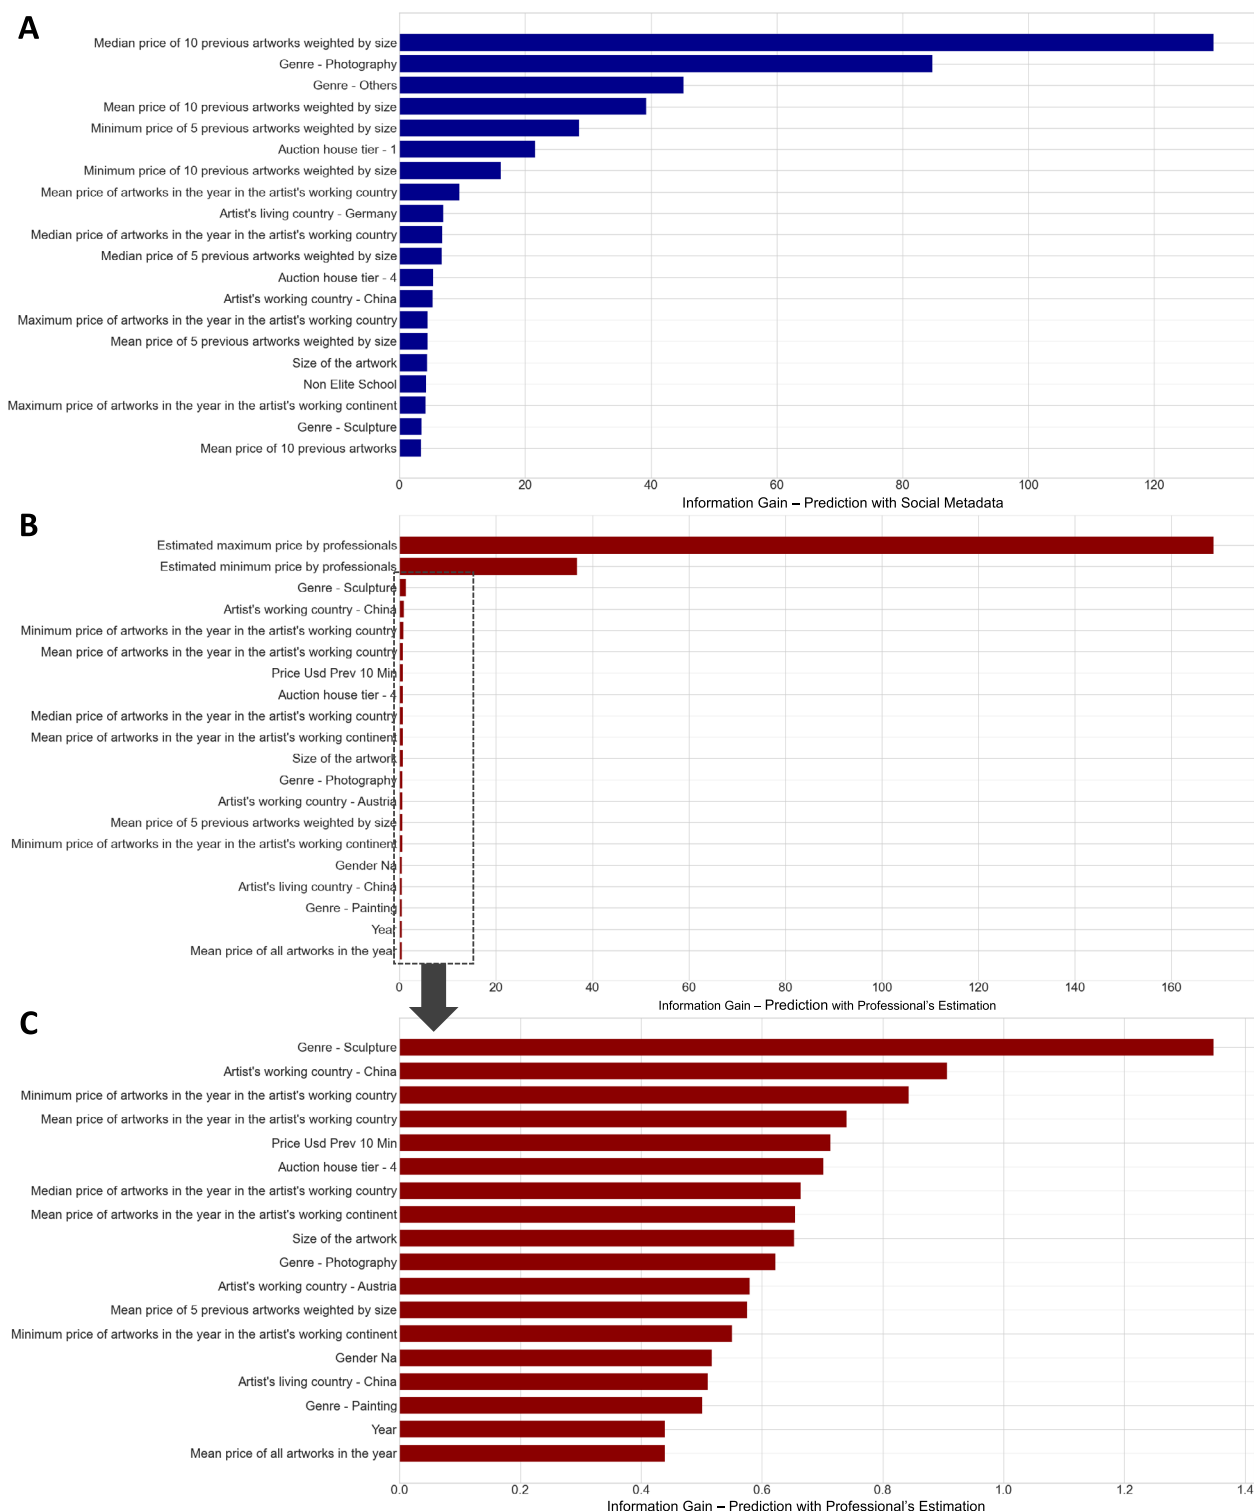 A
Median price of 10 previous artworks weighted by size
Genre - Photography
Genre - Others
Mean price of 10 previous artworks weighted by size
Minimum price of 5 previous artworks weighted by size
Auction house tier - 1
Minimum price of 10 previous artworks weighted by size
Mean price of artworks in the year in the artist's working country
Artist's living country - Germany
Median price of artworks in the year in the artist's working country
Median price of 5 previous artworks weighted by size
Auction house tier - 4
Artist's working country - China
Maximum price of artworks in the year in the artist's working country
Mean price of 5 previous artworks weighted by size
Size of the artwork
Non Elite School
Maximum price of artworks in the year in the artist's working continent
Genre - Sculpture
Mean price of 10 previous artworks
0 20 40 60 80 100 120
Information Gain – Prediction with Social Metadata
B
Estimated maximum price by professionals
Estimated minimum price by professionals
Genre - Sculpture
Artist's working country - China
Minimum price of artworks in the year in the artist's working country
Mean price of artworks in the year in the artist's working country
Price Usd Prev 10 Min
Auction house tier - 4
Median price of artworks in the year in the artist's working country
Mean price of artworks in the year in the artist's working continent
Size of the artwork
Genre - Photography
Artist's working country - Austria
Mean price of 5 previous artworks weighted by size
Minimum price of artworks in the year in the artist's working continent
Gender Na
Artist's living country - China
Genre - Painting
Year
Mean price of all artworks in the year
0 20 40 60 80 100 120 140 160
Information Gain – Prediction with Professional's Estimation
C
Genre - Sculpture
Artist's working country - China
Minimum price of artworks in the year in the artist's working country
Mean price of artworks in the year in the artist's working country
Price Usd Prev 10 Min
Auction house tier - 4
Median price of artworks in the year in the artist's working country
Mean price of artworks in the year in the artist's working continent
Size of the artwork
Genre - Photography
Artist's working country - Austria
Mean price of 5 previous artworks weighted by size
Minimum price of artworks in the year in the artist's working continent
Gender Na
Artist's living country - China
Genre - Painting
Year
Mean price of all artworks in the year
0.0 0.2 0.4 0.6 0.8 1.0 1.2 1.4
Information Gain – Prediction with Professional's Estimation